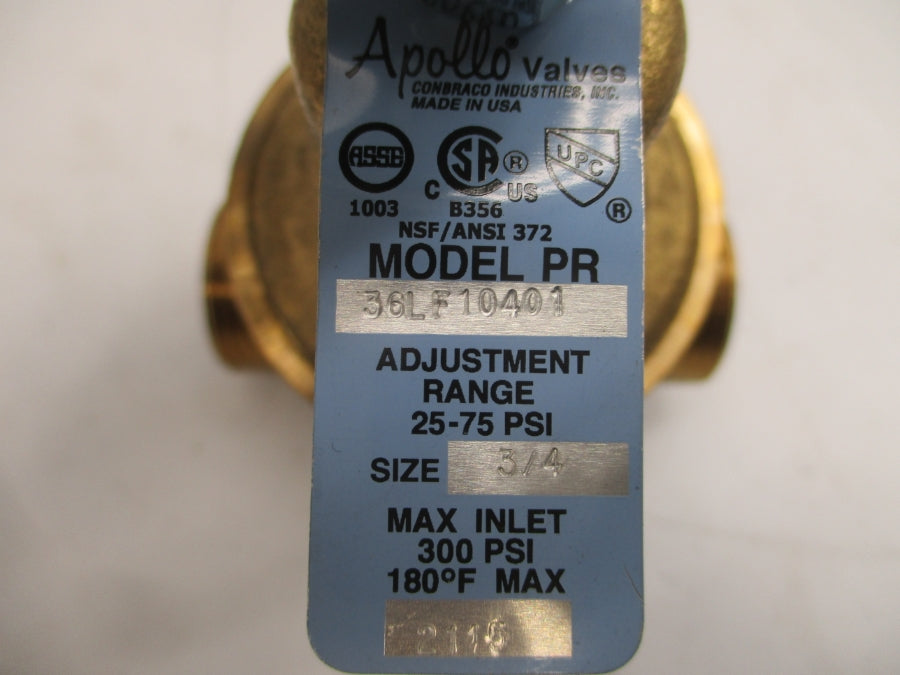 Apollo® Valves
CONBRACO INDUSTRIES, INC.
MADE IN USA
ASSE
C SA ® US
UPC ®
1003
B356
NSF/ANSI 372
MODEL PR
36LF10401
ADJUSTMENT
RANGE
25-75 PSI
SIZE 3/4
MAX INLET
300 PSI
180°F MAX
2115